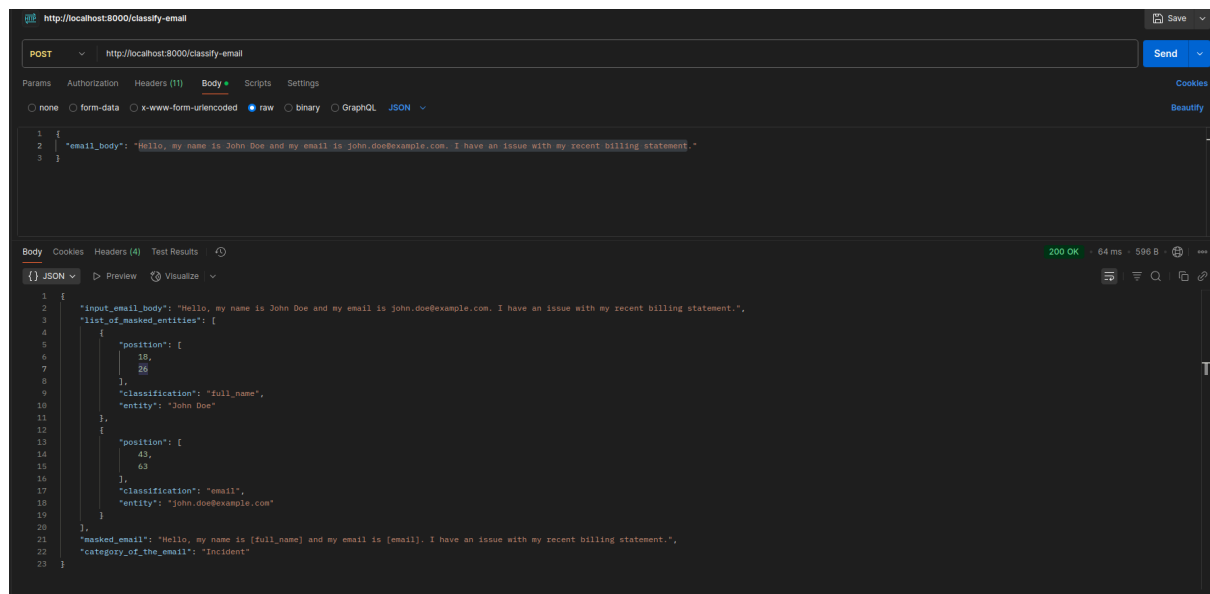 http://localhost:8000/classify-email Save
POST http://localhost:8000/classify-email Send
Params Authorization Headers (11) Body Scripts Settings Cookies
none form-data x-www-form-urlencoded raw binary GraphQL JSON Beautify
1 {
2 "email_body": "Hello, my name is John Doe and my email is john.doe@example.com. I have an issue with my recent billing statement."
3 }
Body Cookies Headers (4) Test Results 200 OK 64 ms 596 B
{} JSON Preview Visualize
1 {
2 "input_email_body": "Hello, my name is John Doe and my email is john.doe@example.com. I have an issue with my recent billing statement.",
3 "list_of_masked_entities": [
4 {
5 "position": [
6 18,
7 26
8 ],
9 "classification": "full_name",
10 "entity": "John Doe"
11 },
12 {
13 "position": [
14 43,
15 63
16 ],
17 "classification": "email",
18 "entity": "john.doe@example.com"
19 }
20 ],
21 "masked_email": "Hello, my name is [full_name] and my email is [email]. I have an issue with my recent billing statement.",
22 "category_of_the_email": "Incident"
23 }